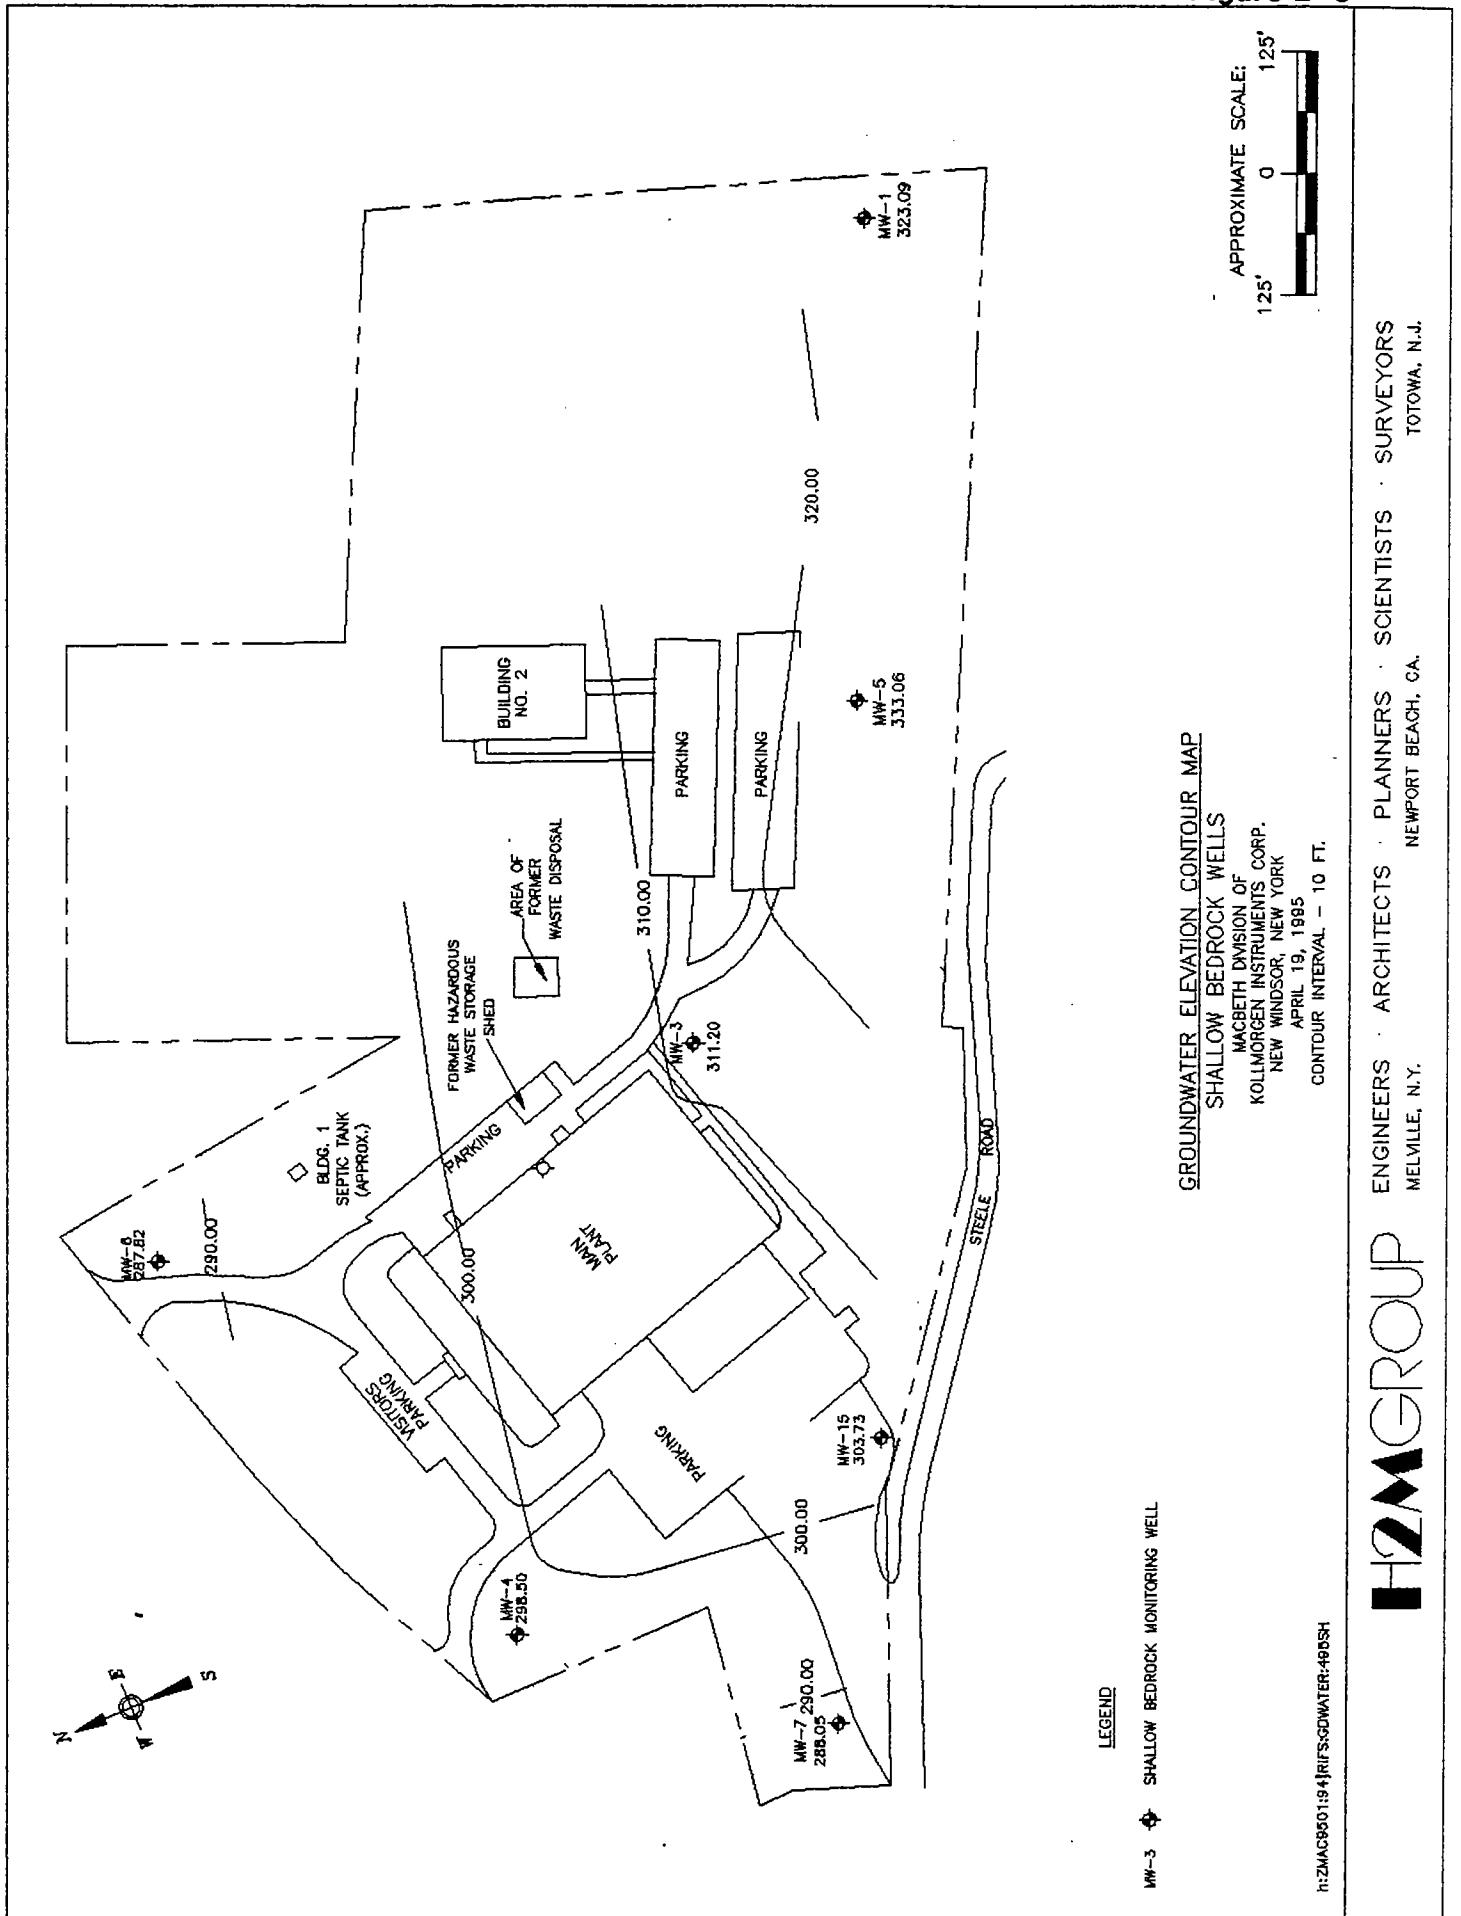 N
E
S
W
MW-8
287.82
290.00
BLDG. 1
SEPTIC TANK
(APPROX.)
FORMER HAZARDOUS
WASTE STORAGE
SHED
AREA OF
FORMER
WASTE DISPOSAL
BUILDING
NO. 2
PARKING
PARKING
PARKING
310.00
320.00
MW-1
323.09
MW-5
333.06
MW-3
311.20
MAIN
PLANT
300.00
VISITORS
PARKING
PARKING
MW-4
298.50
MW-15
303.73
300.00
MW-7
288.05
290.00
STEELE ROAD
APPROXIMATE SCALE:
125' 0 125'
GROUNDWATER ELEVATION CONTOUR MAP
SHALLOW BEDROCK WELLS
MACBETH DIVISION OF
KOLLMORGEN INSTRUMENTS CORP.
NEW WINDSOR, NEW YORK
APRIL 19, 1995
CONTOUR INTERVAL - 10 FT.
LEGEND
MW-3 SHALLOW BEDROCK MONITORING WELL
H2MGROUP
ENGINEERS · ARCHITECTS · PLANNERS · SCIENTISTS · SURVEYORS
MELVILLE, N.Y. NEWPORT BEACH, CA. TOTOWA, N.J.